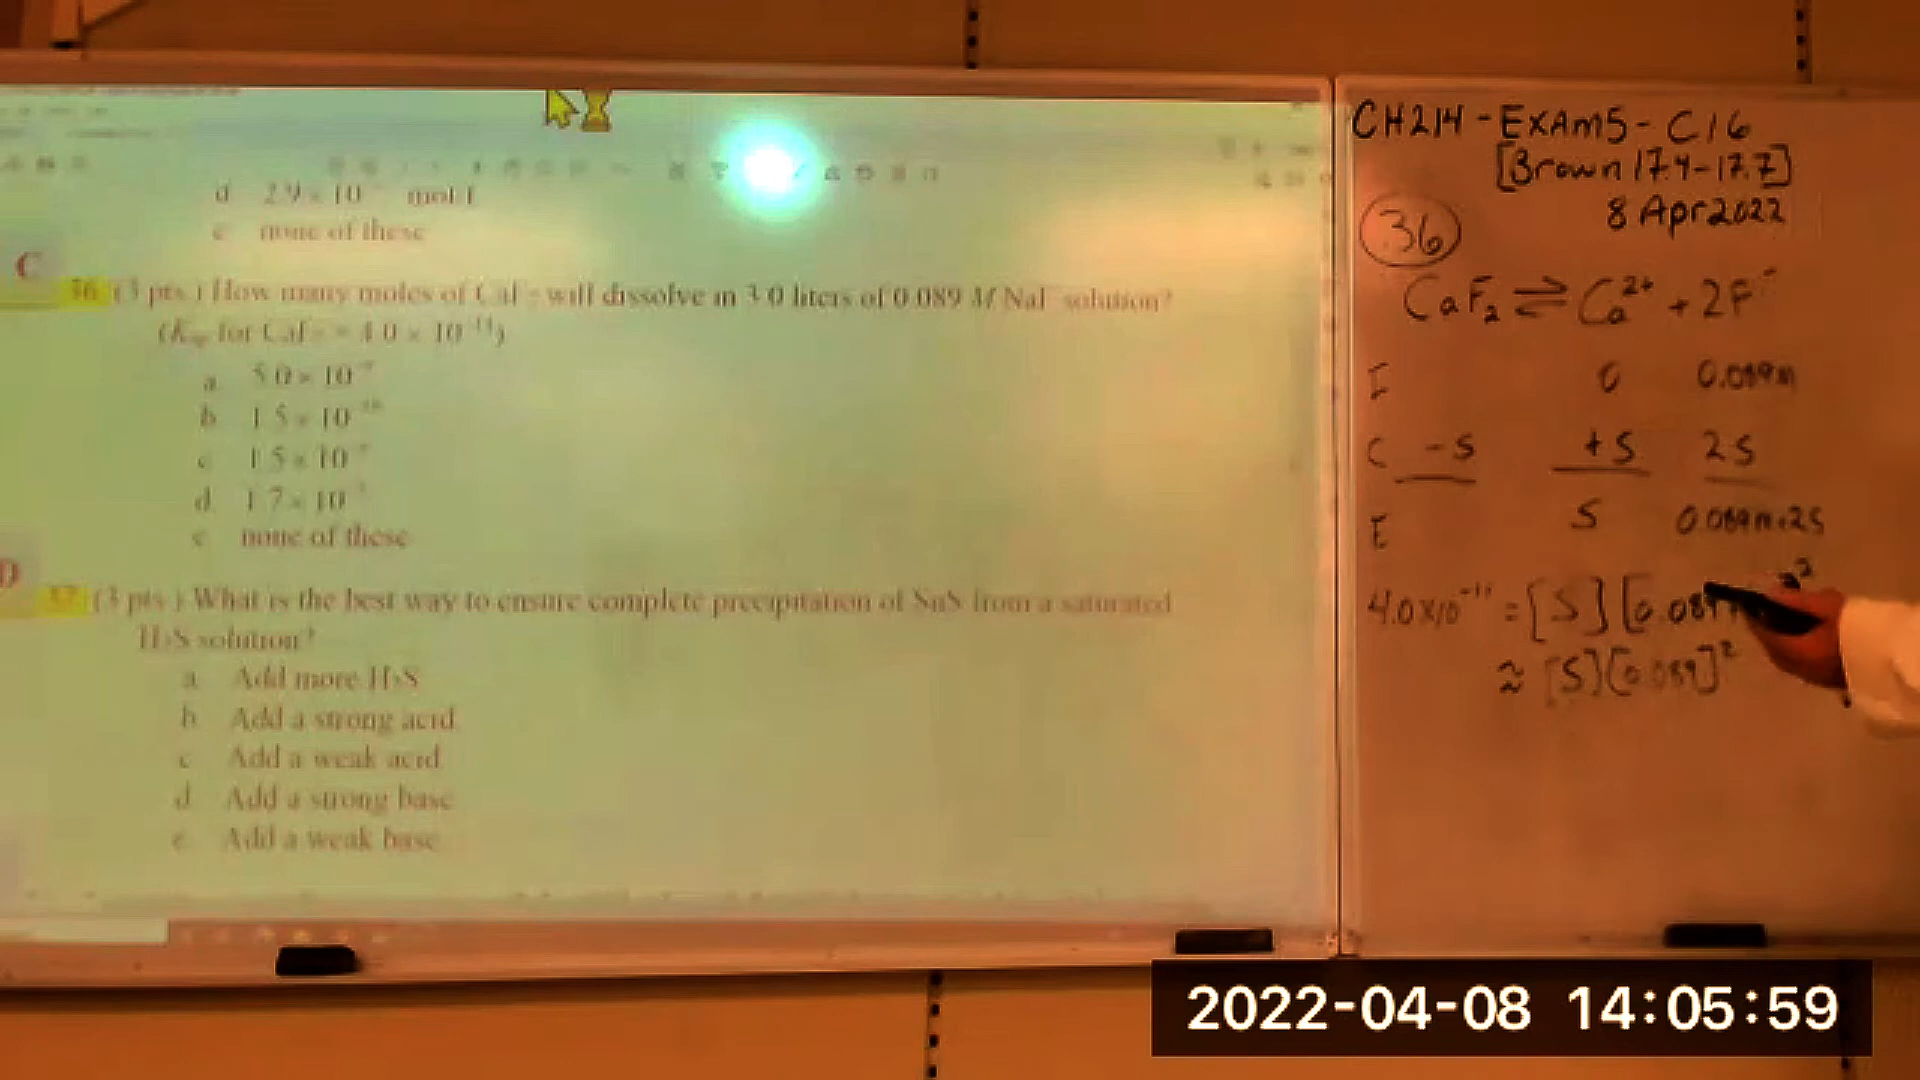 d 2.9 × 10 mol L
e none of these
C
36 (3 pts.) How many moles of CaF2 will dissolve in 3.0 liters of 0.089 M NaF solution?
(Ksp for CaF2 = 4.0 × 10-11)
a 5.0 × 10
b 1.5 × 10
c 1.5 × 10
d 1.7 × 10
e none of these
D
37 (3 pts.) What is the best way to ensure complete precipitation of SnS from a saturated
H2S solution?
a Add more H2S
b Add a strong acid
c Add a weak acid
d Add a strong base
e Add a weak base
CH214 - EXAM5 - C16
[Brown 17.4-17.7]
8 Apr 2022
36
CaF2 ⇌ Ca2+ + 2F-
I 0 0.089M
C -S +S 2S
E S 0.089M+2S
4.0x10-11 = [S][0.089 2
≈ [S][0.089]2
2022-04-08 14:05:59